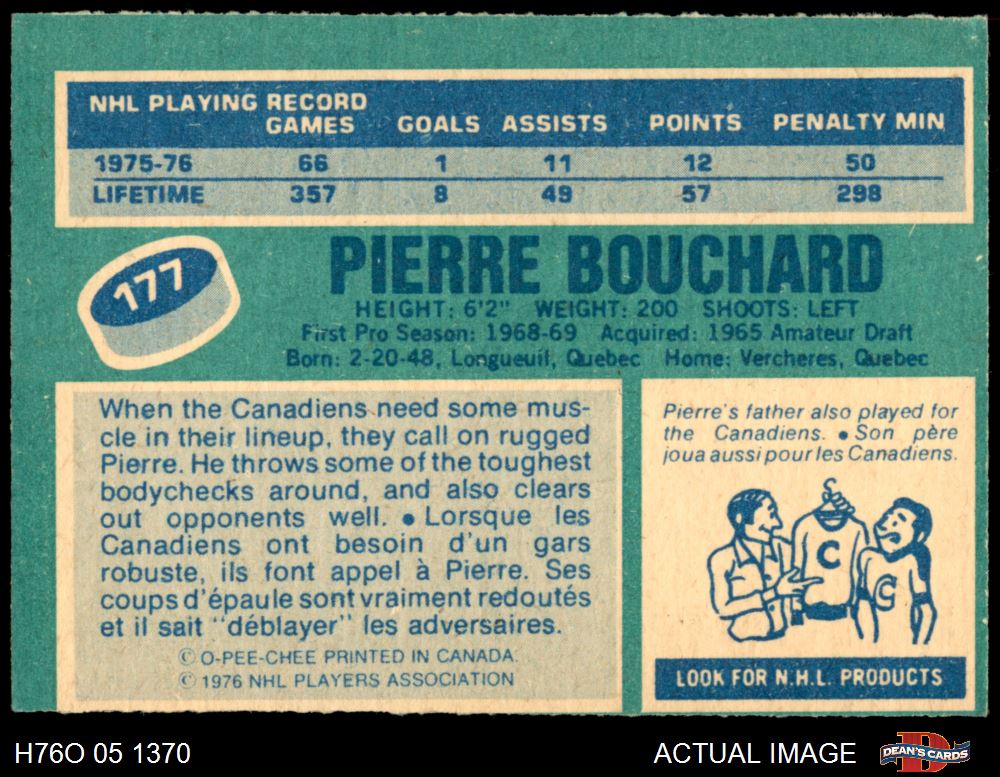 NHL PLAYING RECORD
GAMES GOALS ASSISTS POINTS PENALTY MIN
1975-76 66 1 11 12 50
LIFETIME 357 8 49 57 298
177
PIERRE BOUCHARD
HEIGHT: 6'2" WEIGHT: 200 SHOOTS: LEFT
First Pro Season: 1968-69 Acquired: 1965 Amateur Draft
Born: 2-20-48, Longueuil, Quebec Home: Vercheres, Quebec
When the Canadiens need some mus-
cle in their lineup, they call on rugged
Pierre. He throws some of the toughest
bodychecks around, and also clears
out opponents well. ● Lorsque les
Canadiens ont besoin d'un gars
robuste, ils font appel à Pierre. Ses
coups d'épaule sont vraiment redoutés
et il sait "déblayer" les adversaires.
© O-PEE-CHEE PRINTED IN CANADA.
© 1976 NHL PLAYERS ASSOCIATION
Pierre's father also played for
the Canadiens. ● Son père
joua aussi pour les Canadiens.
C
C
LOOK FOR N.H.L. PRODUCTS
H76O 05 1370
ACTUAL IMAGE
D
DEAN'S CARDS